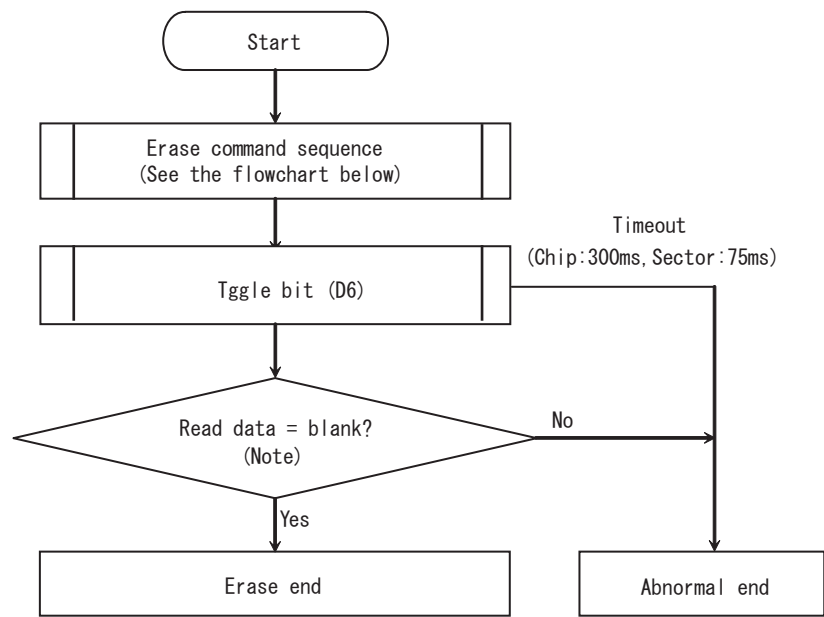 Start
Erase command sequence
(See the flowchart below)
Timeout
(Chip:300ms, Sector:75ms)
Tggle bit (D6)
Read data = blank?
(Note)
No
Yes
Erase end
Abnormal end